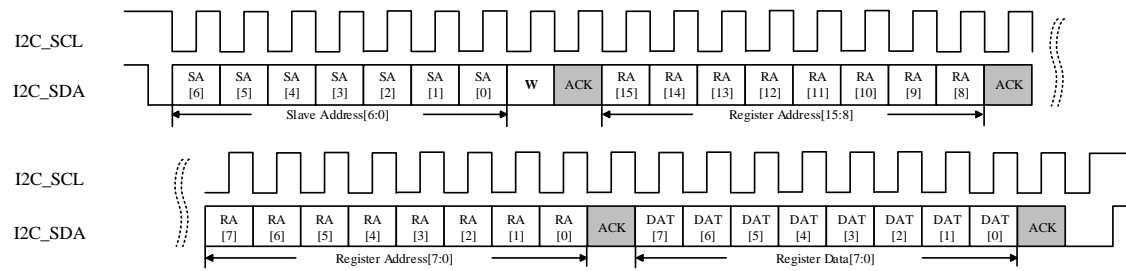 I2C_SCL
I2C_SDA
SA [6] SA [5] SA [4] SA [3] SA [2] SA [1] SA [0] W ACK RA [15] RA [14] RA [13] RA [12] RA [11] RA [10] RA [9] RA [8] ACK
Slave Address[6:0] Register Address[15:8]
I2C_SCL
I2C_SDA
RA [7] RA [6] RA [5] RA [4] RA [3] RA [2] RA [1] RA [0] ACK DAT [7] DAT [6] DAT [5] DAT [4] DAT [3] DAT [2] DAT [1] DAT [0] ACK
Register Address[7:0] Register Data[7:0]